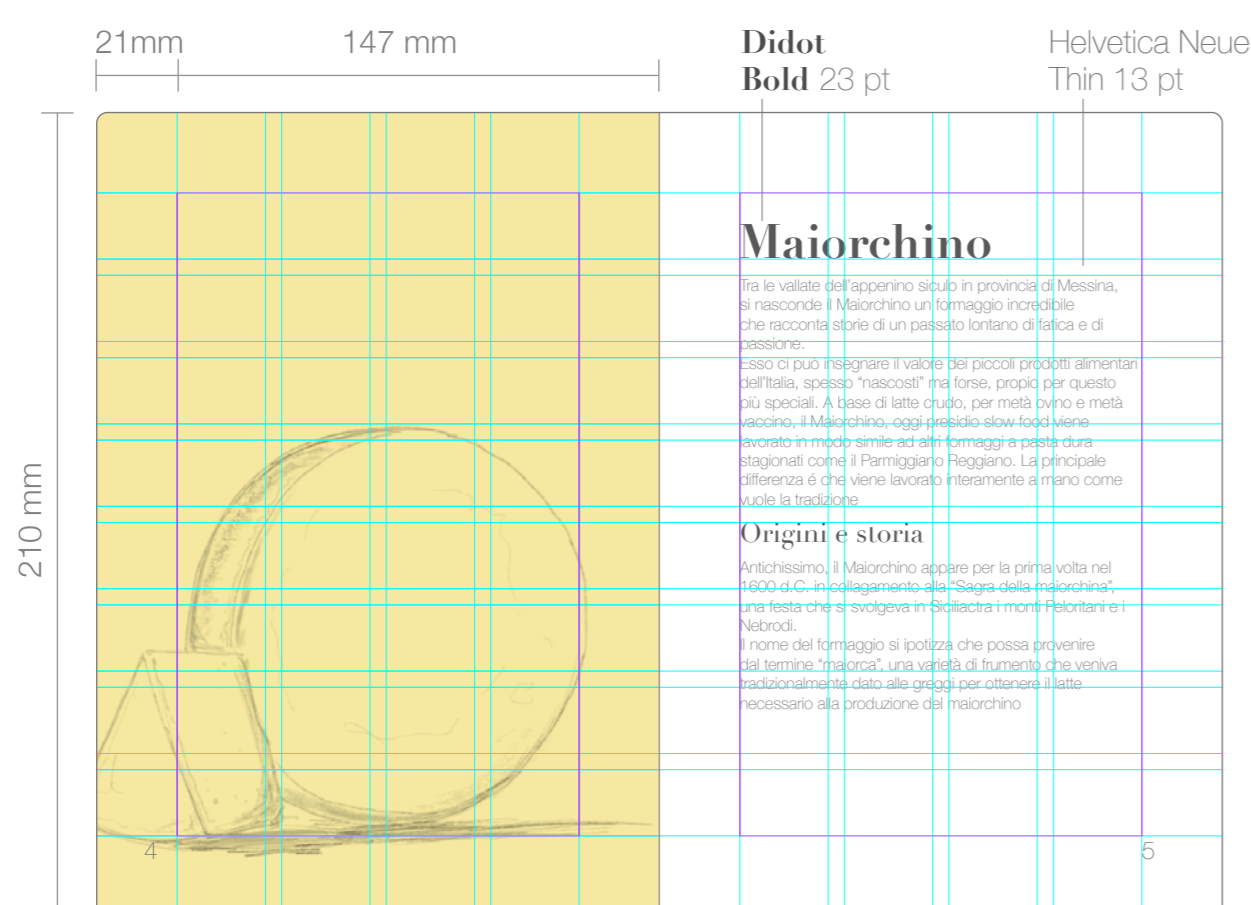 21mm
147 mm
Didot
Bold 23 pt
Helvetica Neue
Thin 13 pt
210 mm
Maiorchino
Tra le vallate dell'appenino siculo in provincia di Messina,
si nasconde il Maiorchino un formaggio incredibile
che racconta storie di un passato lontano di fatica e di
passione.
Esso ci può insegnare il valore dei piccoli prodotti alimentari
dell'Italia, spesso “nascosti” ma forse, propio per questo
più speciali. A base di latte crudo, per metà ovino e metà
vaccino, il Maiorchino, oggi presidio slow food viene
lavorato in modo simile ad altri formaggi a pasta dura
stagionati come il Parmiggiano Reggiano. La principale
differenza é che viene lavorato interamente a mano come
vuole la tradizione
Origini e storia
Antichissimo, il Maiorchino appare per la prima volta nel
1600 d.C. in collagamento alla “Sagra della maiorchina”,
una festa che si svolgeva in Siciliactra i monti Peloritani e i
Nebrodi.
Il nome del formaggio si ipotizza che possa provenire
dal termine “majorca”, una varietà di frumento che veniva
tradizionalmente dato alle greggi per ottenere il latte
necessario alla produzione del maiorchino
4
5